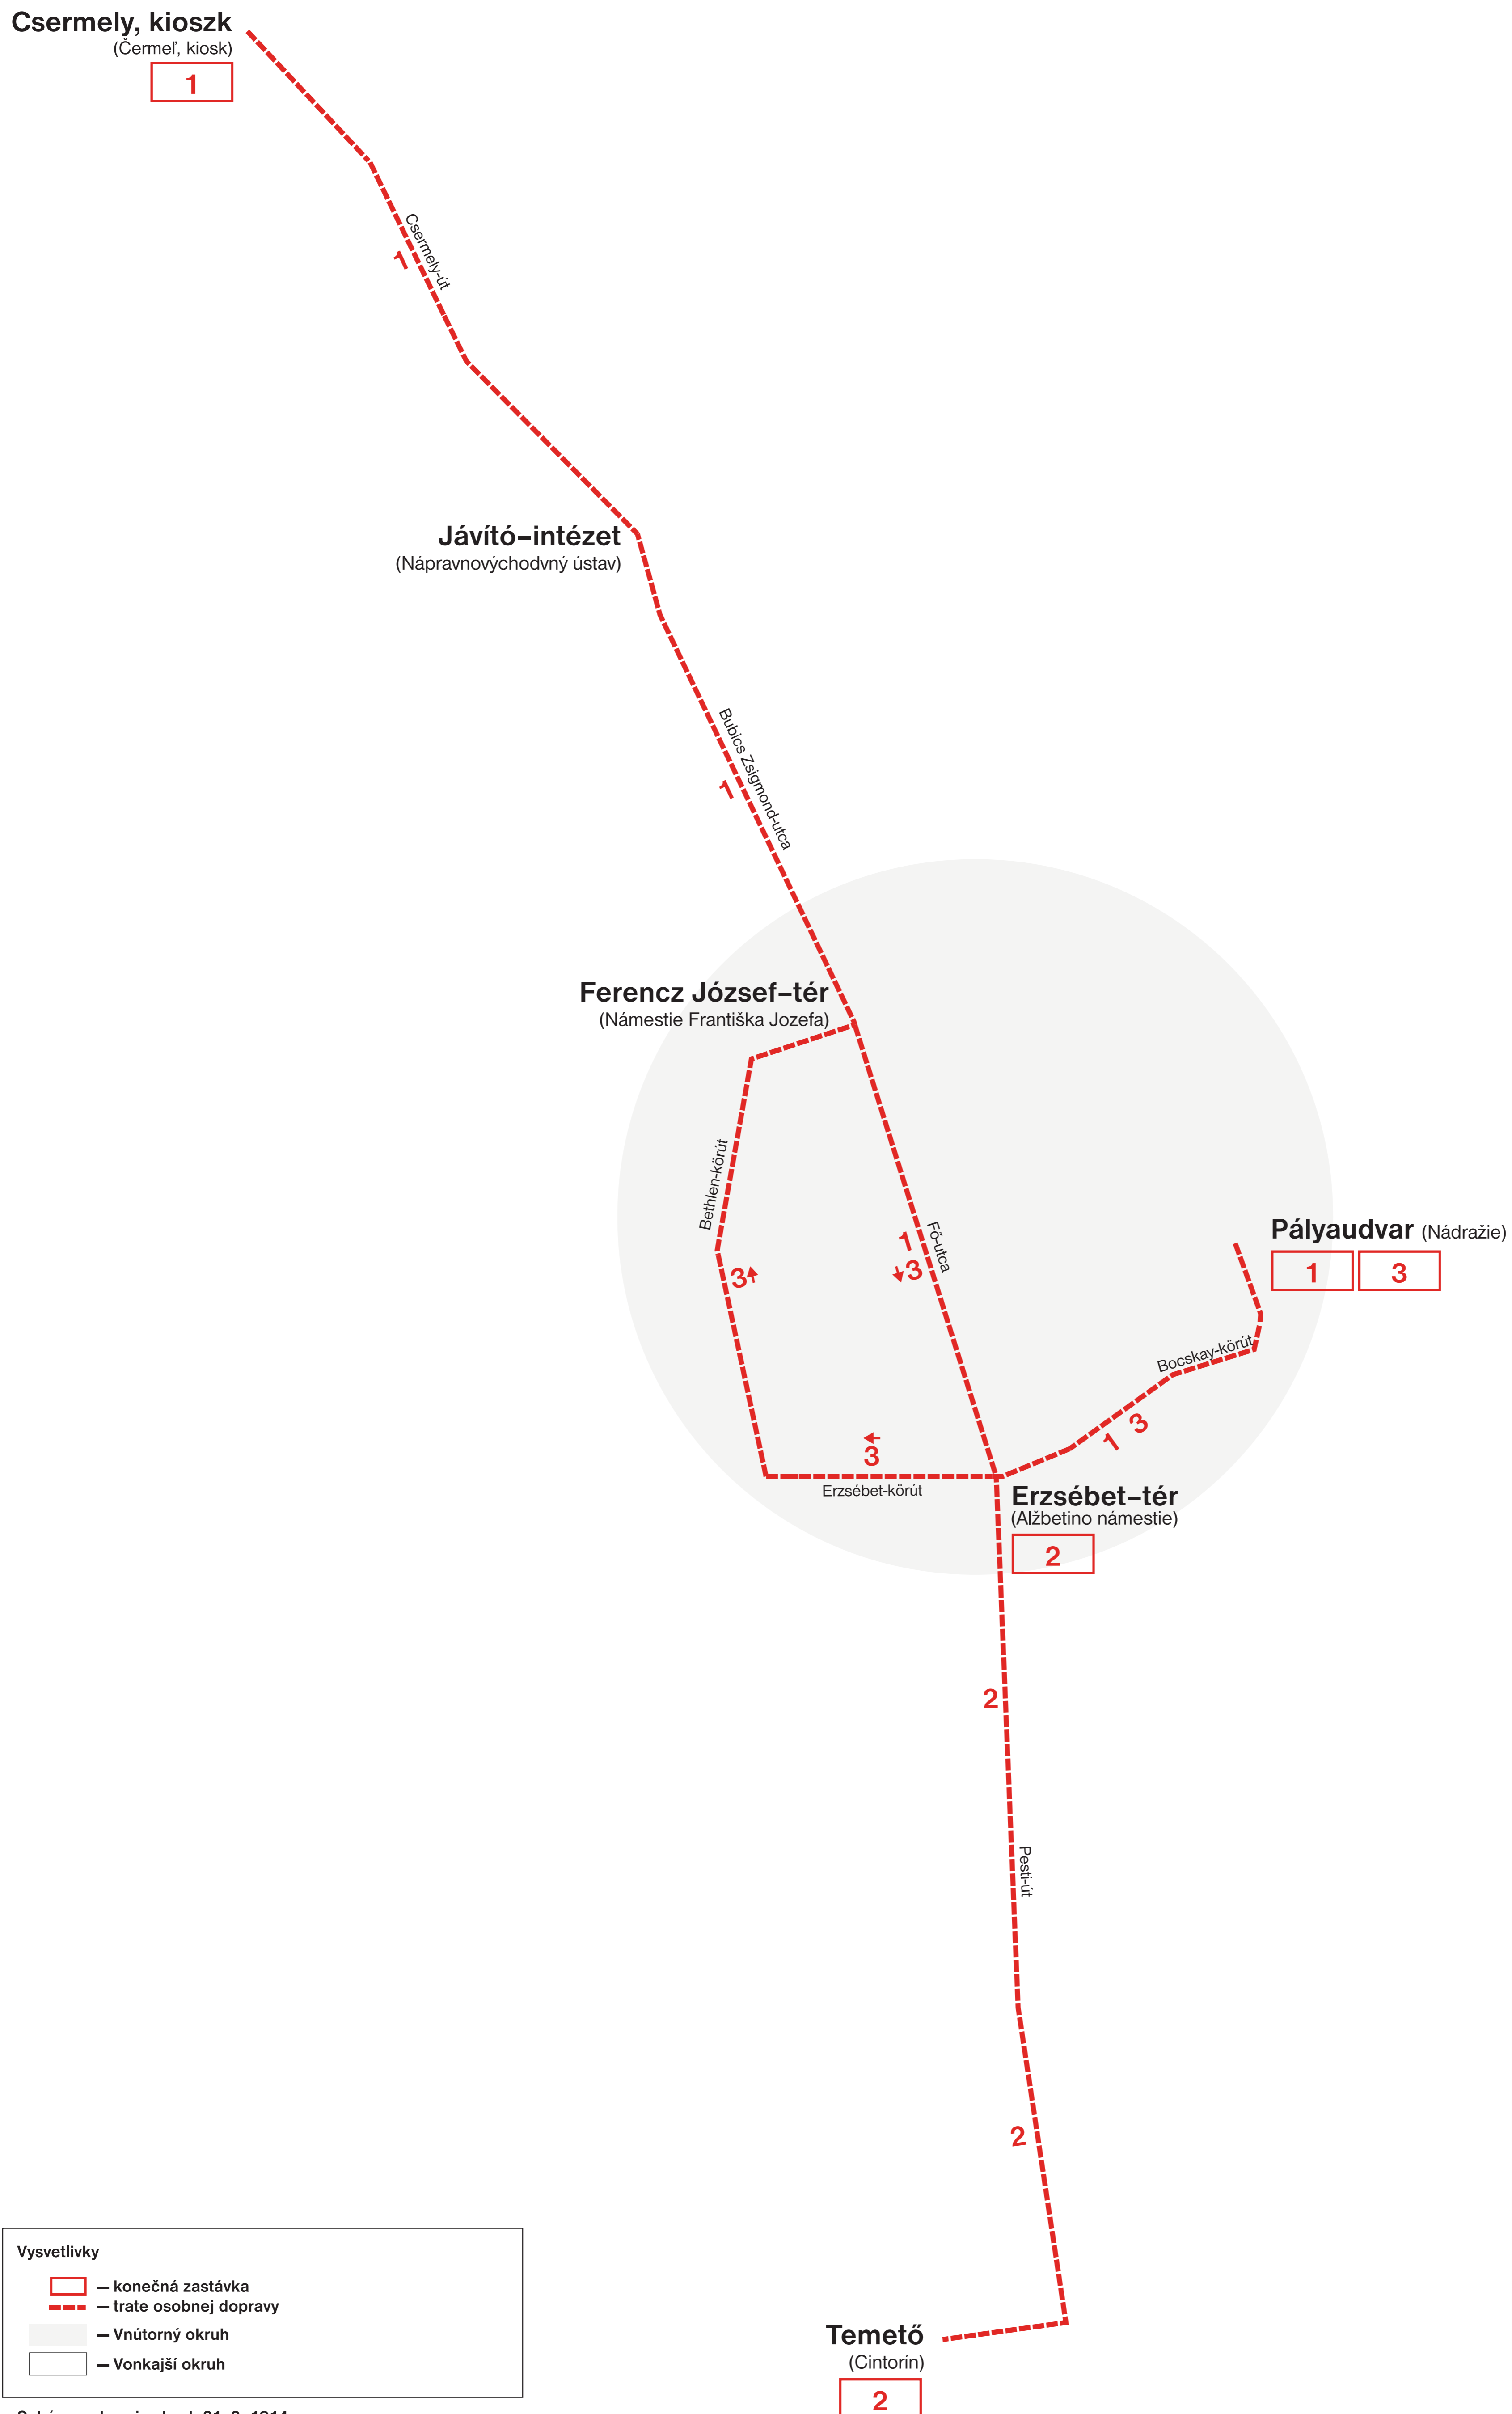 Csermely, kioszk
(Čermeľ, kiosk)
1
Csermely-út
1
Jávító–intézet
(Nápravnovýchodvný ústav)
Bubics Zsigmond-utca
1
Ferencz József–tér
(Námestie Františka Jozefa)
Bethlen-körút
3
1
3
Fő-utca
Pályaudvar (Nádražie)
1 3
Bocskay-körút
1 3
3
Erzsébet-körút
Erzsébet–tér
(Alžbetino námestie)
2
2
Pesti-út
2
Temető
(Cintorín)
2
Vysvetlivky
— konečná zastávka
— trate osobnej dopravy
— Vnútorný okruh
— Vonkajší okruh